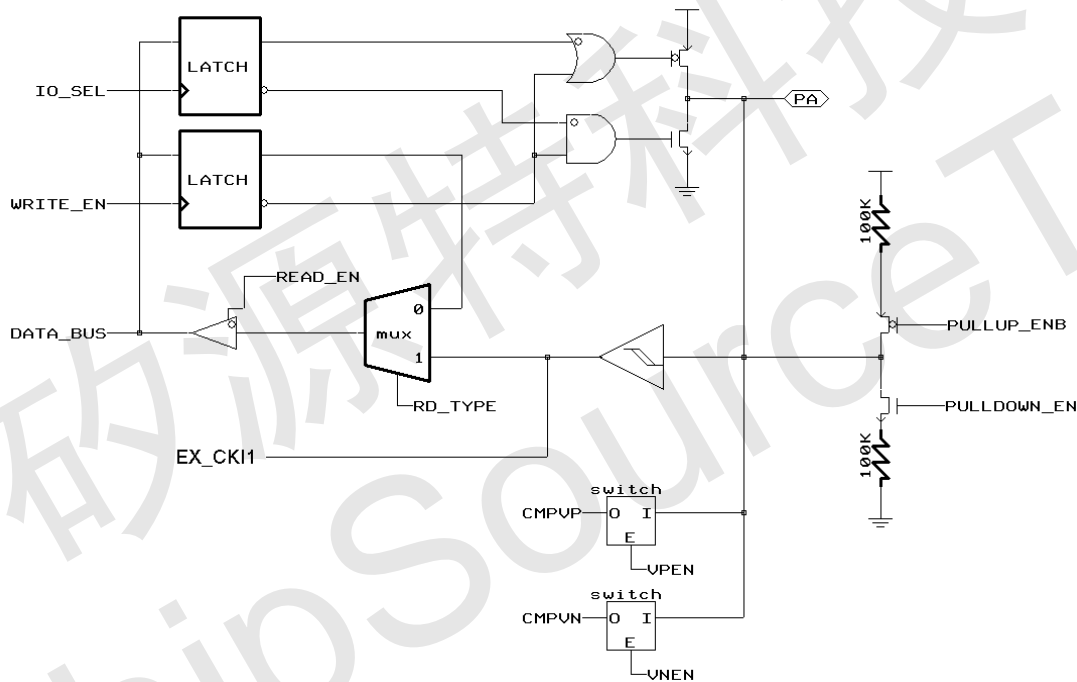 LATCH
IO_SEL
PA
LATCH
WRITE_EN
100K
READ_EN
0
DATA_BUS
mux
PULLUP_ENB
1
RD_TYPE
PULLDOWN_EN
100K
EX_CKI1
switch
CMPVP
O I
E
VPEN
switch
CMPVN
O I
E
VNEN
矽源特科技
ChipSourceT